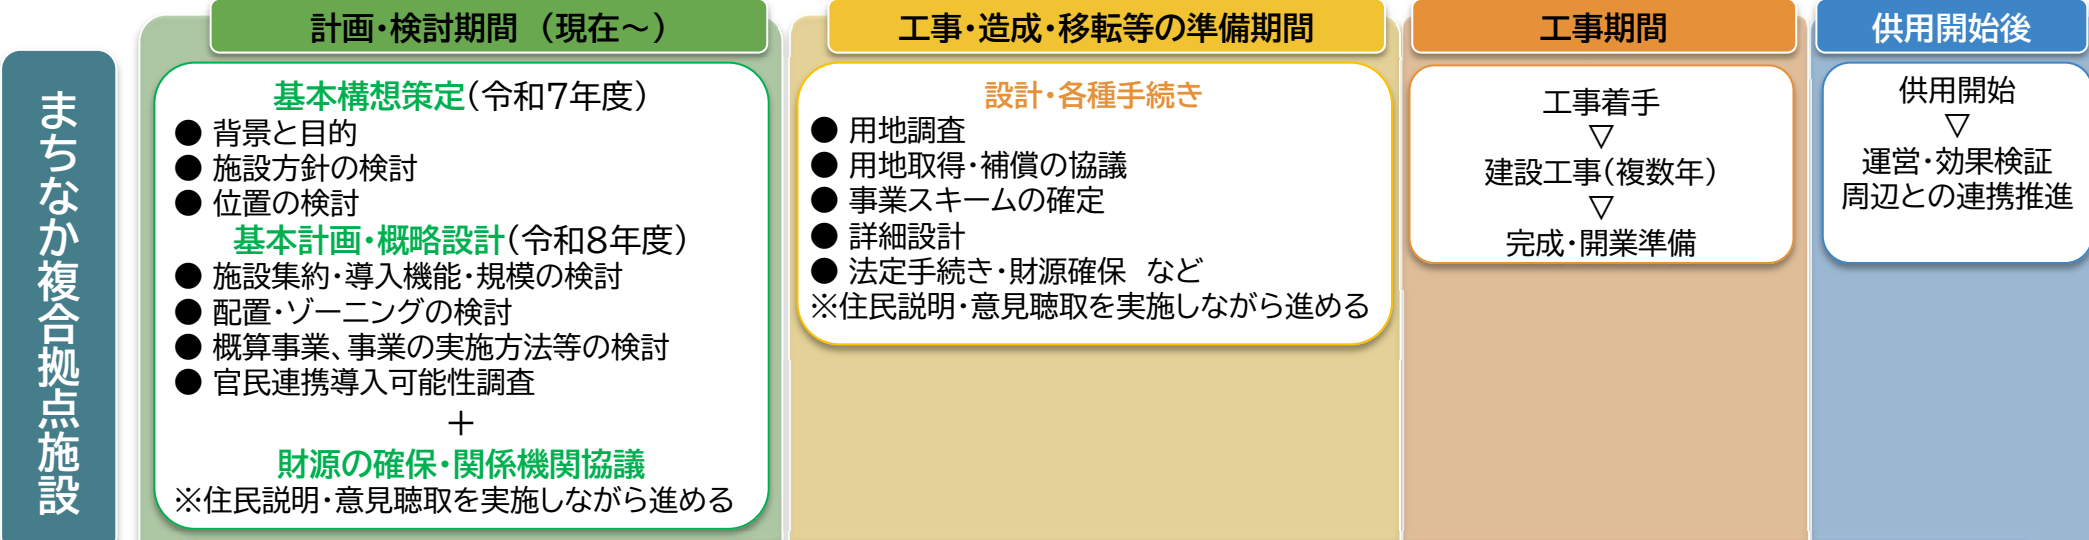 まちなか複合拠点施設
計画・検討期間 （現在～）
基本構想策定(令和7年度)
● 背景と目的
● 施設方針の検討
● 位置の検討
基本計画・概略設計(令和8年度)
● 施設集約・導入機能・規模の検討
● 配置・ゾーニングの検討
● 概算事業、事業の実施方法等の検討
● 官民連携導入可能性調査
＋
財源の確保・関係機関協議
※住民説明・意見聴取を実施しながら進める
工事・造成・移転等の準備期間
設計・各種手続き
● 用地調査
● 用地取得・補償の協議
● 事業スキームの確定
● 詳細設計
● 法定手続き・財源確保　など
※住民説明・意見聴取を実施しながら進める
工事期間
工事着手
▽
建設工事(複数年)
▽
完成・開業準備
供用開始後
供用開始
▽
運営・効果検証
周辺との連携推進